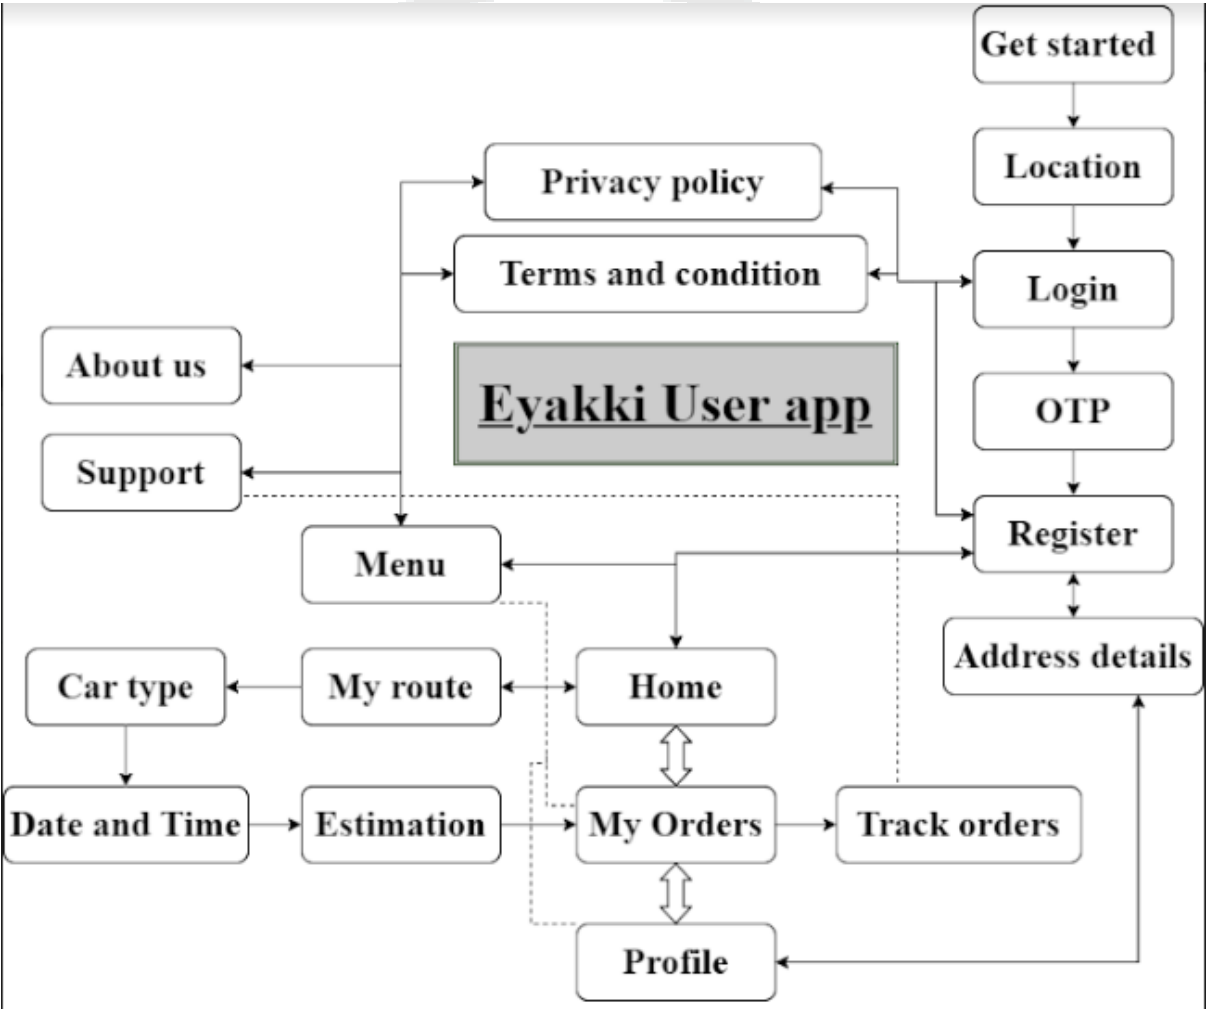 Get started
Location
Privacy policy
Terms and condition
Login
About us
Eyakki User app
OTP
Support
Register
Menu
Address details
Car type
My route
Home
Date and Time
Estimation
My Orders
Track orders
Profile